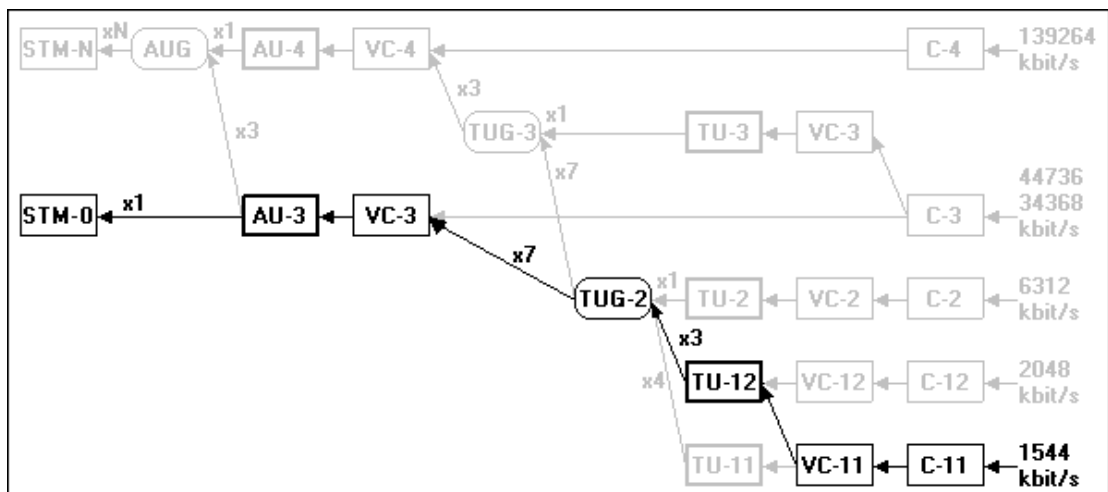 STM-N
xN
AUG
x1
AU-4
VC-4
C-4
139264
kbit/s
x3
TUG-3
x1
TU-3
VC-3
x3
x7
44736
34368
kbit/s
STM-0
x1
AU-3
VC-3
C-3
x7
TUG-2
x1
TU-2
VC-2
C-2
6312
kbit/s
x3
x4
TU-12
VC-12
C-12
2048
kbit/s
TU-11
VC-11
C-11
1544
kbit/s